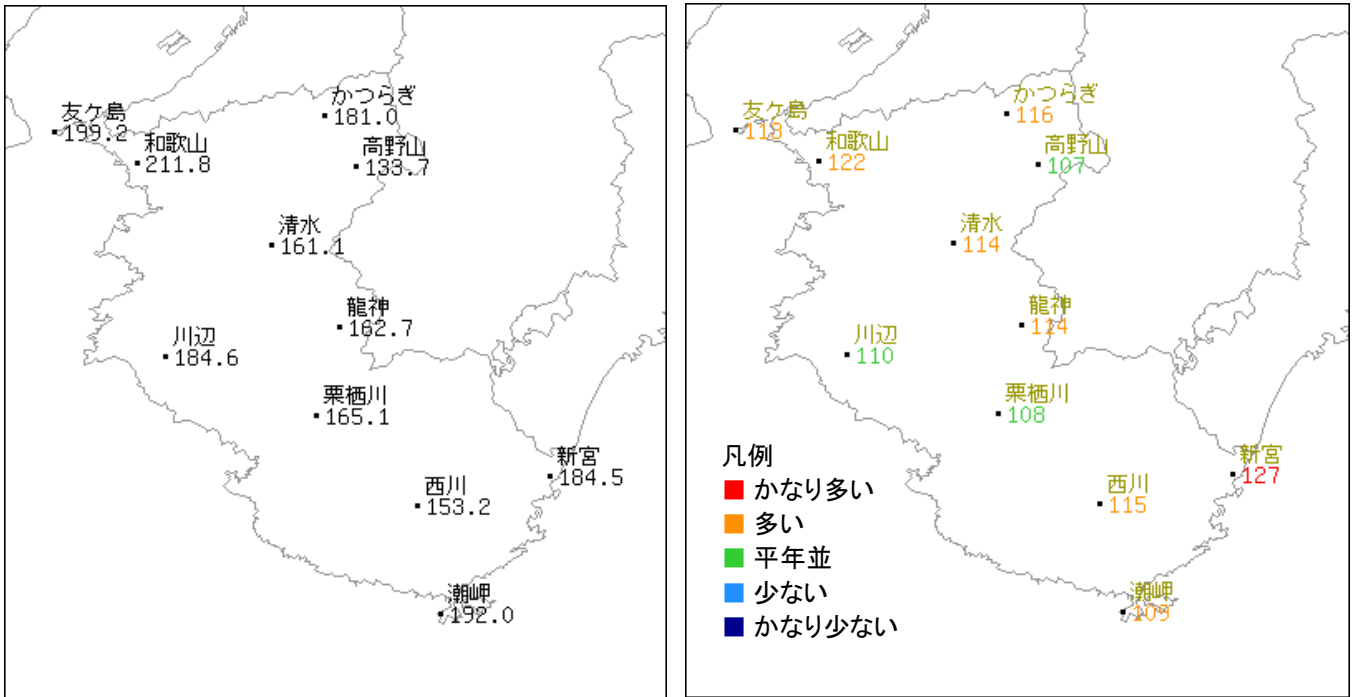 かつらぎ
181.0
友ケ島
199.2
和歌山
211.8
高野山
133.7
清水
161.1
龍神
162.7
川辺
184.6
栗栖川
165.1
新宮
184.5
西川
153.2
潮岬
192.0
かつらぎ
116
友ケ島
118
和歌山
122
高野山
107
清水
114
龍神
114
川辺
110
栗栖川
108
新宮
127
西川
115
潮岬
109
凡例
かなり多い
多い
平年並
少ない
かなり少ない